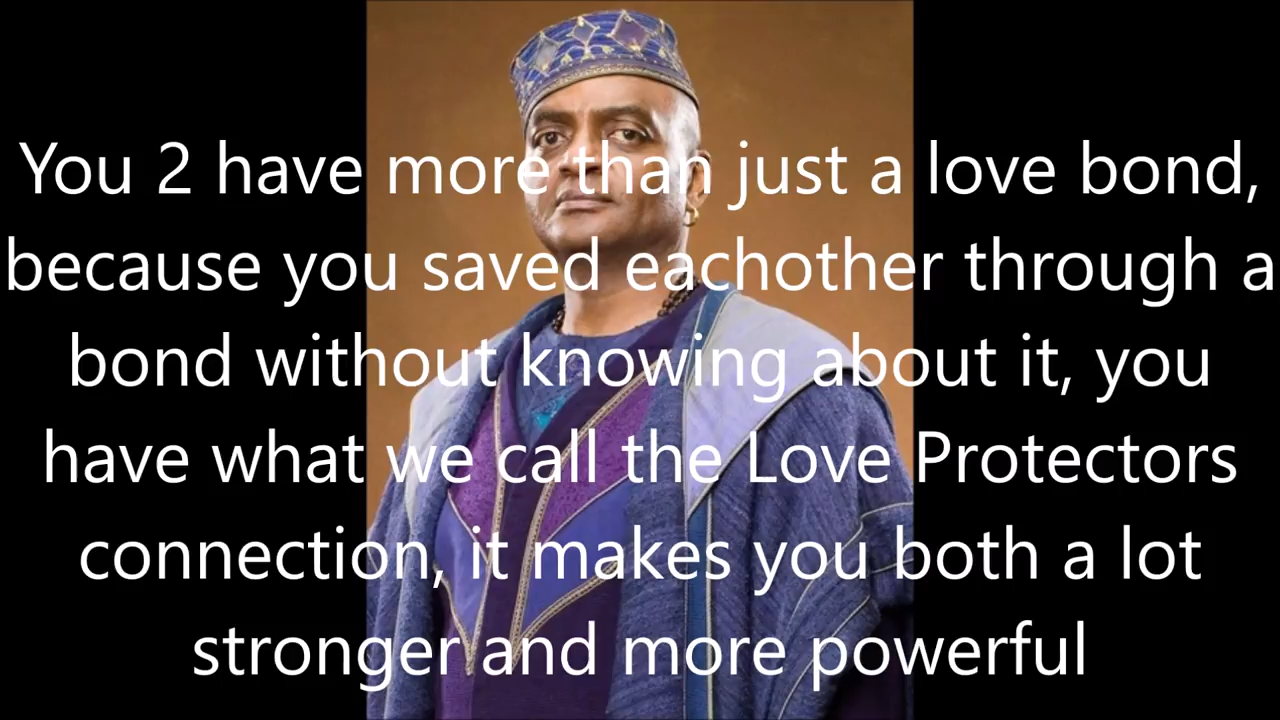 You 2 have more than just a love bond,
because you saved eachother through a
bond without knowing about it, you
have what we call the Love Protectors
connection, it makes you both a lot
stronger and more powerful